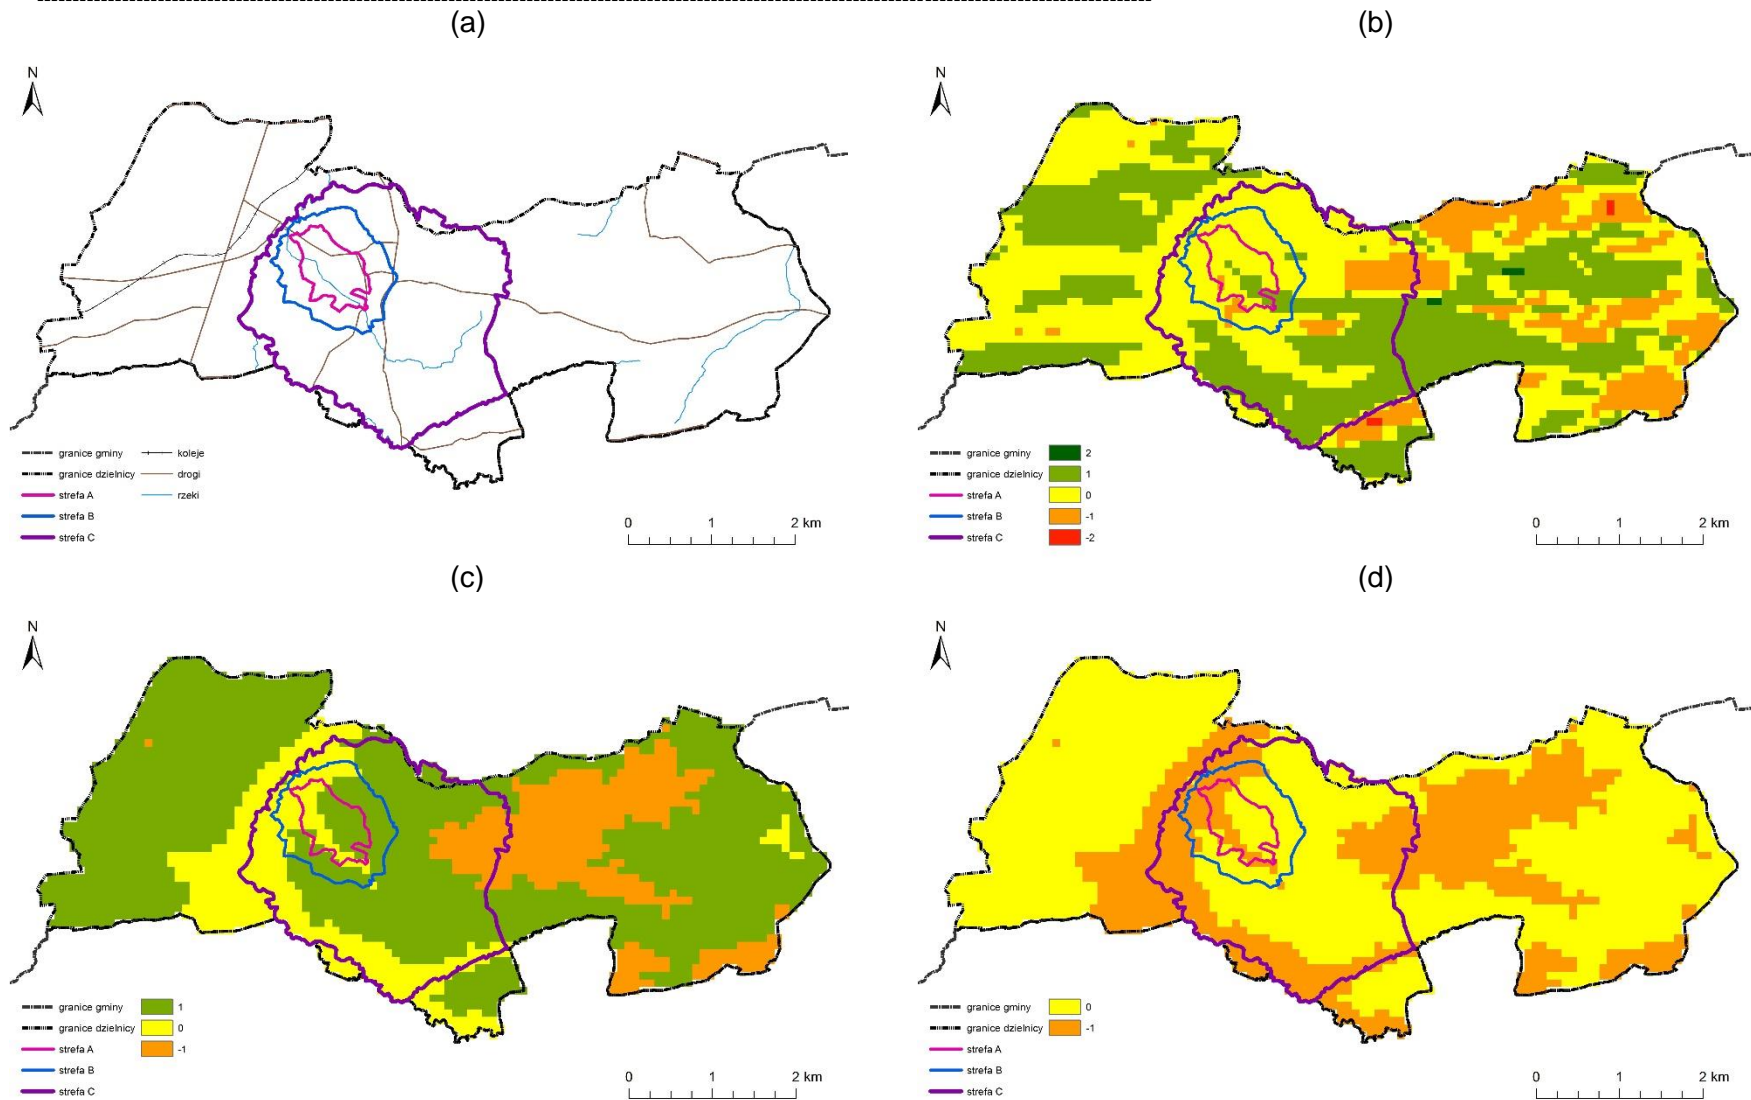 (a)
N
granice gminy
koleje
granice dzielnicy
drogi
strefa A
rzeki
strefa B
strefa C
0 1 2 km
(b)
N
granice gminy
2
granice dzielnicy
1
strefa A
0
strefa B
-1
strefa C
-2
0 1 2 km
(c)
N
granice gminy
1
granice dzielnicy
0
strefa A
-1
strefa B
strefa C
0 1 2 km
(d)
N
granice gminy
0
granice dzielnicy
-1
strefa A
strefa B
strefa C
0 1 2 km